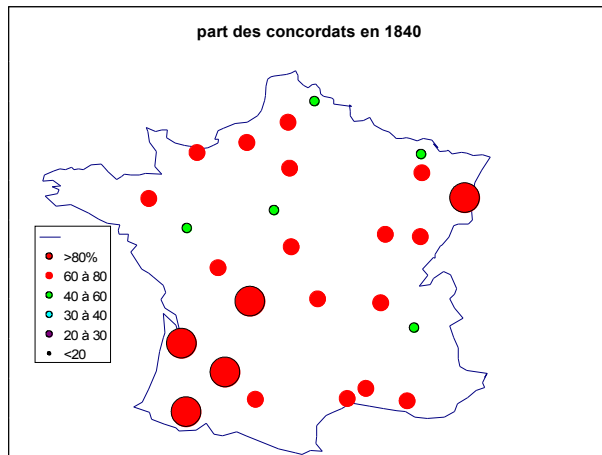 part des concordats en 1840
>80%
60 à 80
40 à 60
30 à 40
20 à 30
<20